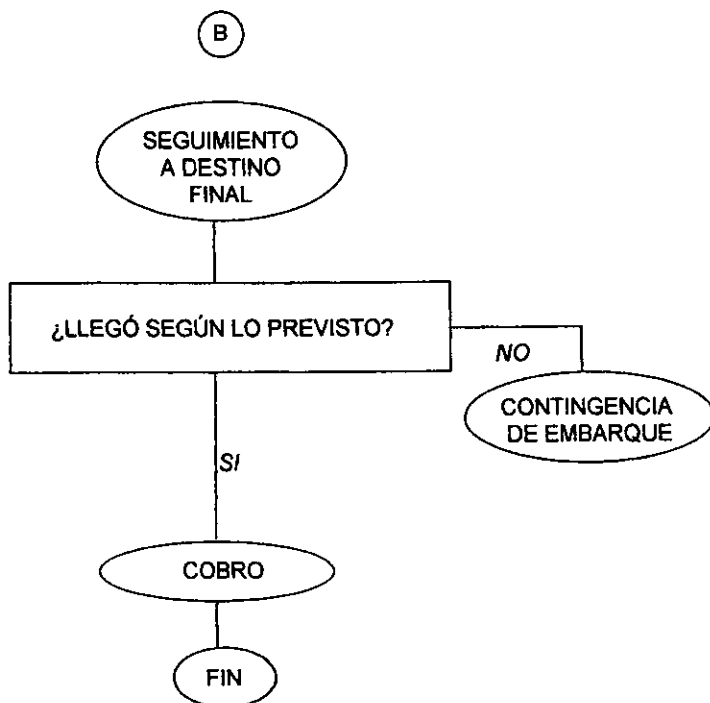 B
SEGUIMIENTO
A DESTINO
FINAL
¿LLEGÓ SEGÚN LO PREVISTO?
NO
CONTINGENCIA
DE EMBARQUE
SI
COBRO
FIN